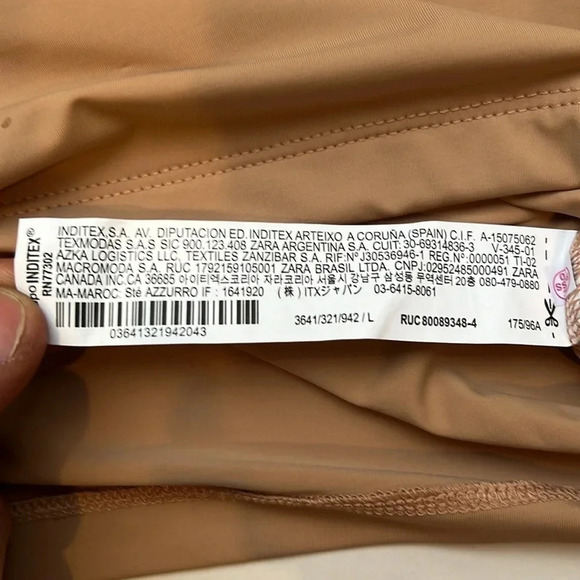 po INDITEX®
RN77302
INDITEX S.A. AV. DIPUTACION ED. INDITEX ARTEIXO A CORUÑA (SPAIN) C.I.F. A-15075062
TEXMODAS S.A.S SIC 900.123.408 ZARA ARGENTINA S.A. CUIT: 30-69314836-3 V-345-01
AZKA LOGISTICS LLC, TEXTILES ZANZIBAR S.A. RIF:Nº J30536946-1 REG.Nº:0000051 TI-02
MACROMODA S.A. RUC 1792159105001 ZARA BRASIL LTDA. CNPJ:02952485000491 ZARA
CANADA INC.CA 36685 아이티엑스코리아 자라코리아 서울시 강남구 삼성동 무역센터 20층 080-479-0880
MA-MAROC: Sté AZZURRO IF : 1641920 (株) ITXジャパン 03-6415-8061
03641321942043
3641/321/942 / L
RUC 80089348-4
175/96A